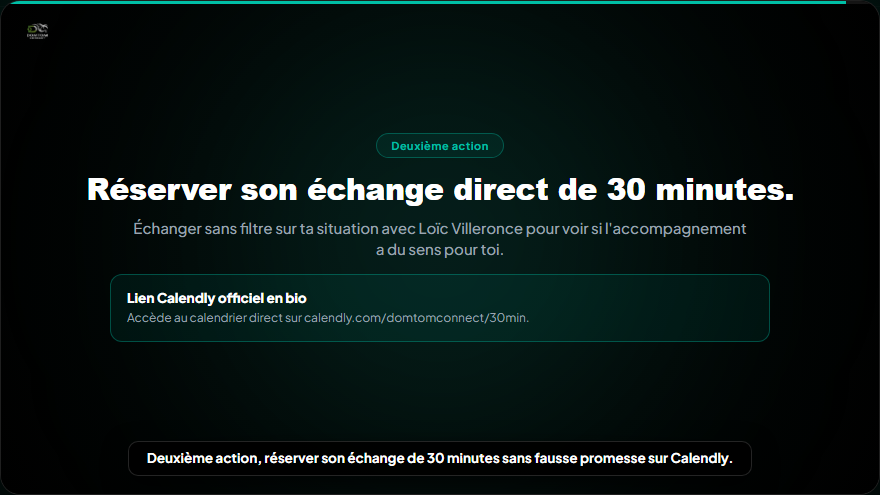 Deuxième action
Réserver son échange direct de 30 minutes.
Échanger sans filtre sur ta situation avec Loïc Villeronce pour voir si l'accompagnement
a du sens pour toi.
Lien Calendly officiel en bio
Accède au calendrier direct sur calendly.com/domtomconnect/30min.
Deuxième action, réserver son échange de 30 minutes sans fausse promesse sur Calendly.